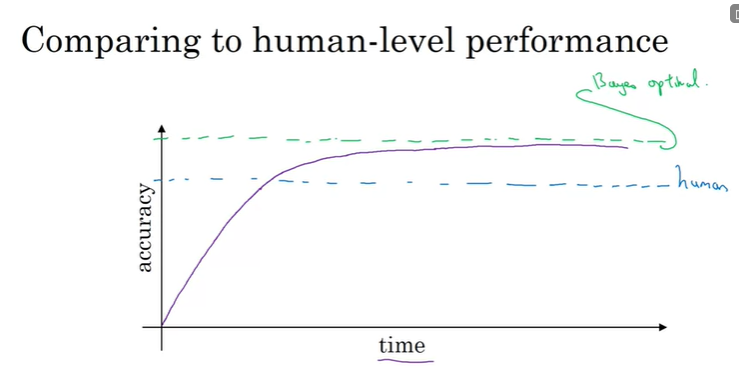 Comparing to human-level performance
Bayes optimal.
human
accuracy
time